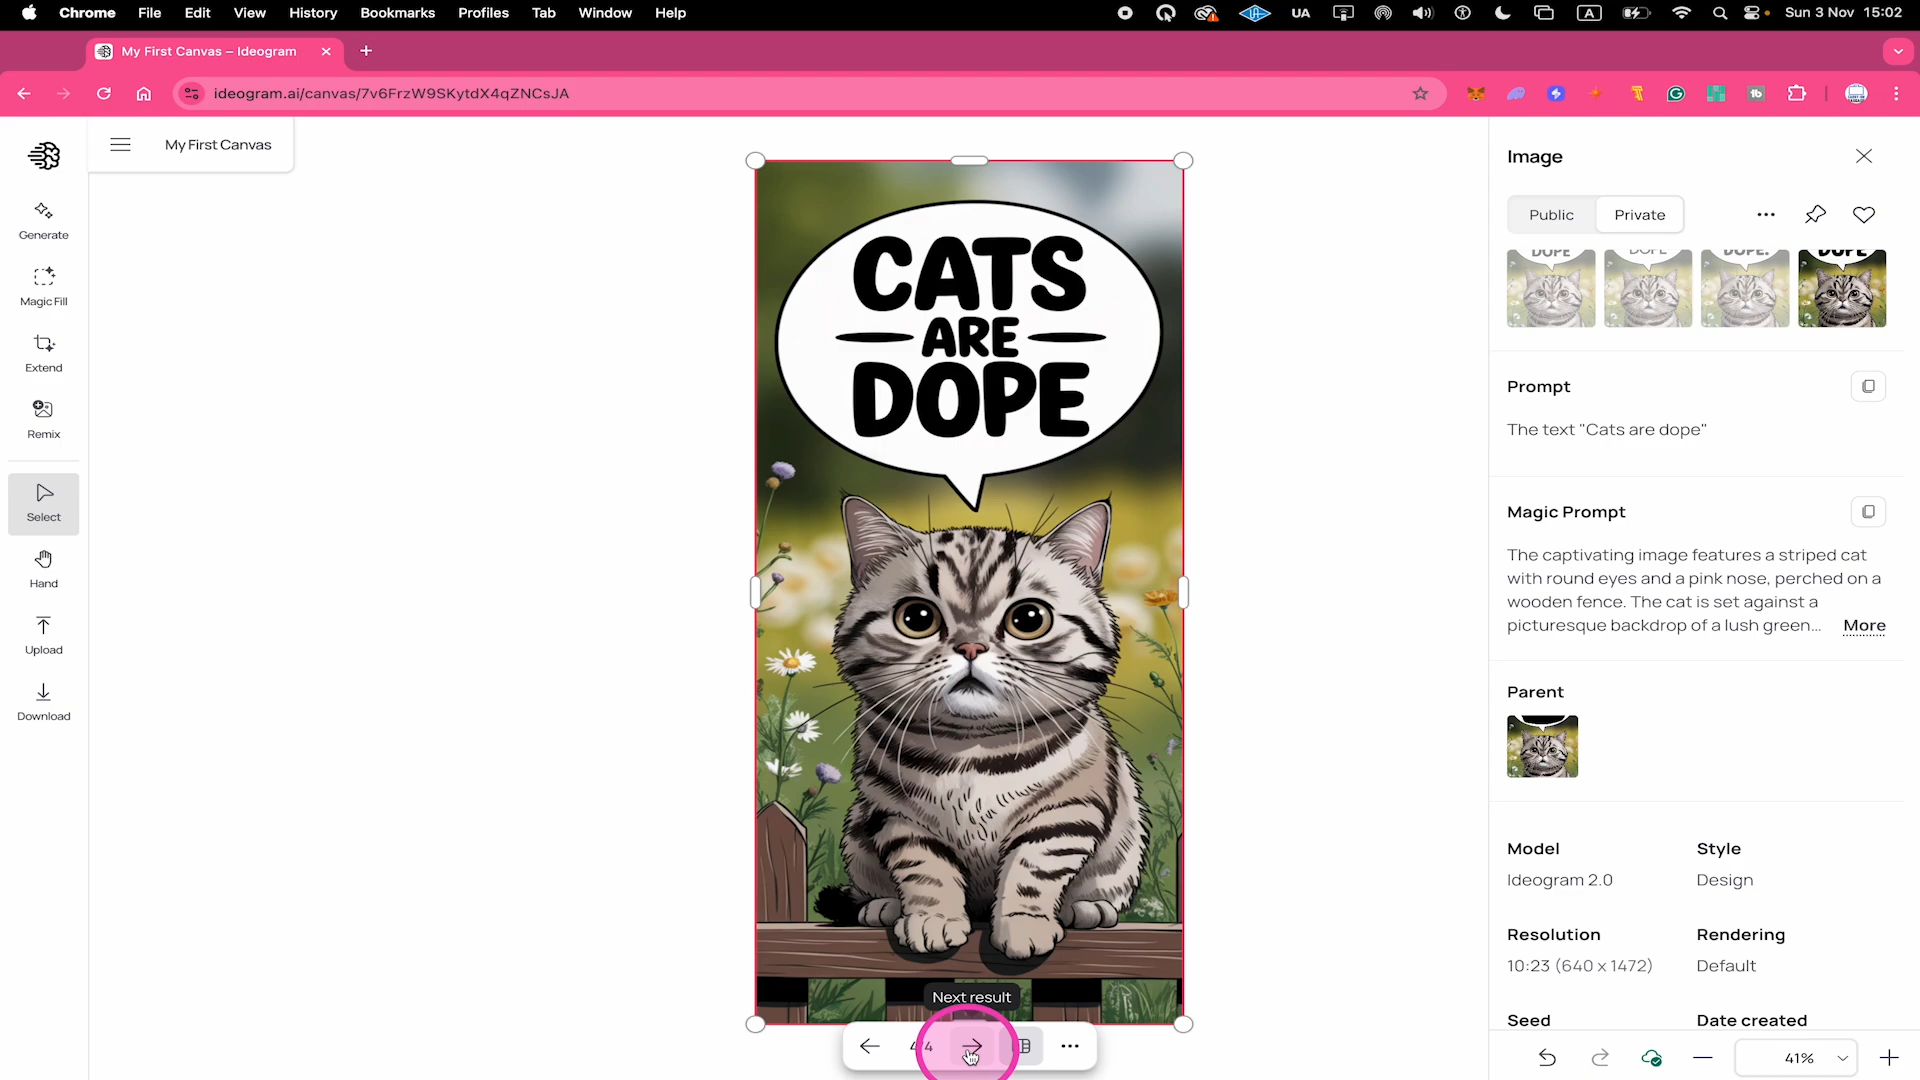 Chrome File Edit View History Bookmarks Profiles Tab Window Help
UA
A
Sun 3 Nov 15:02
My First Canvas – Ideogram
ideogram.ai/canvas/7v6FrzW9SKytdX4qZNCsJA
My First Canvas
Generate
Magic Fill
Extend
Remix
Select
Hand
Upload
Download
CATS
ARE
DOPE
Next result
Image
Public Private
DOPE DOPE DOPE. DOPE
Prompt
The text "Cats are dope"
Magic Prompt
The captivating image features a striped cat
with round eyes and a pink nose, perched on a
wooden fence. The cat is set against a
picturesque backdrop of a lush green... More
Parent
Model Style
Ideogram 2.0 Design
Resolution Rendering
10:23 (640 x 1472) Default
Seed Date created
41%